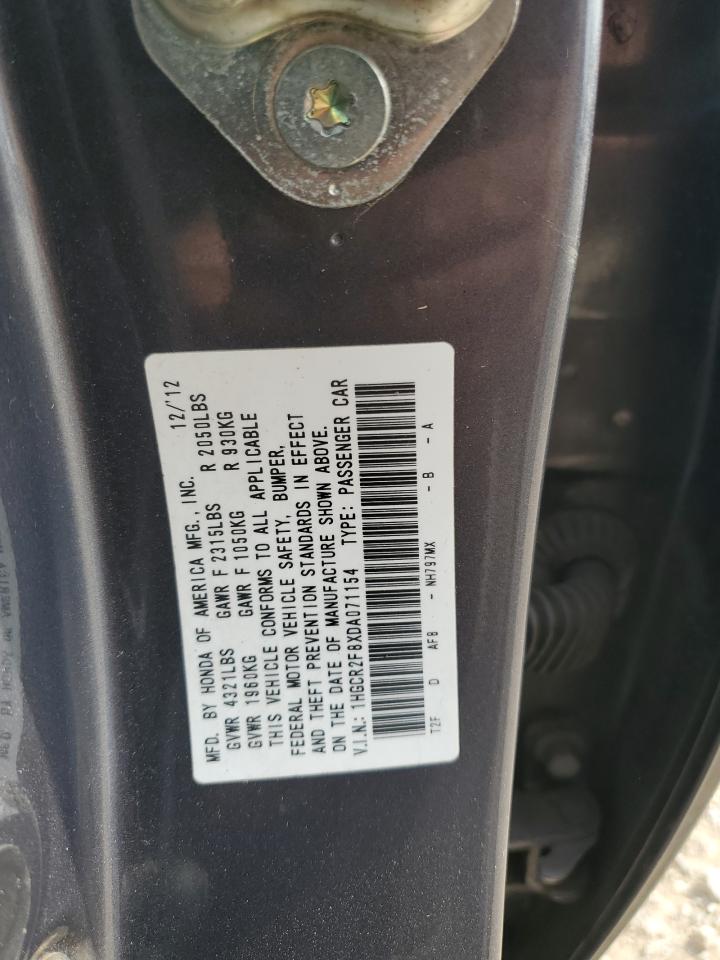 MFD. BY HONDA OF AMERICA MFG., INC. 12/'12
GVWR 4321LBS GAWR F 2315LBS R 2050LBS
GVWR 1960KG GAWR F 1050KG R 930KG
THIS VEHICLE CONFORMS TO ALL APPLICABLE
FEDERAL MOTOR VEHICLE SAFETY, BUMPER,
AND THEFT PREVENTION STANDARDS IN EFFECT
ON THE DATE OF MANUFACTURE SHOWN ABOVE.
V.I.N.: 1HGCR2F8XDA071154 TYPE: PASSENGER CAR
T2F D AF8 - NH797MX - B - A